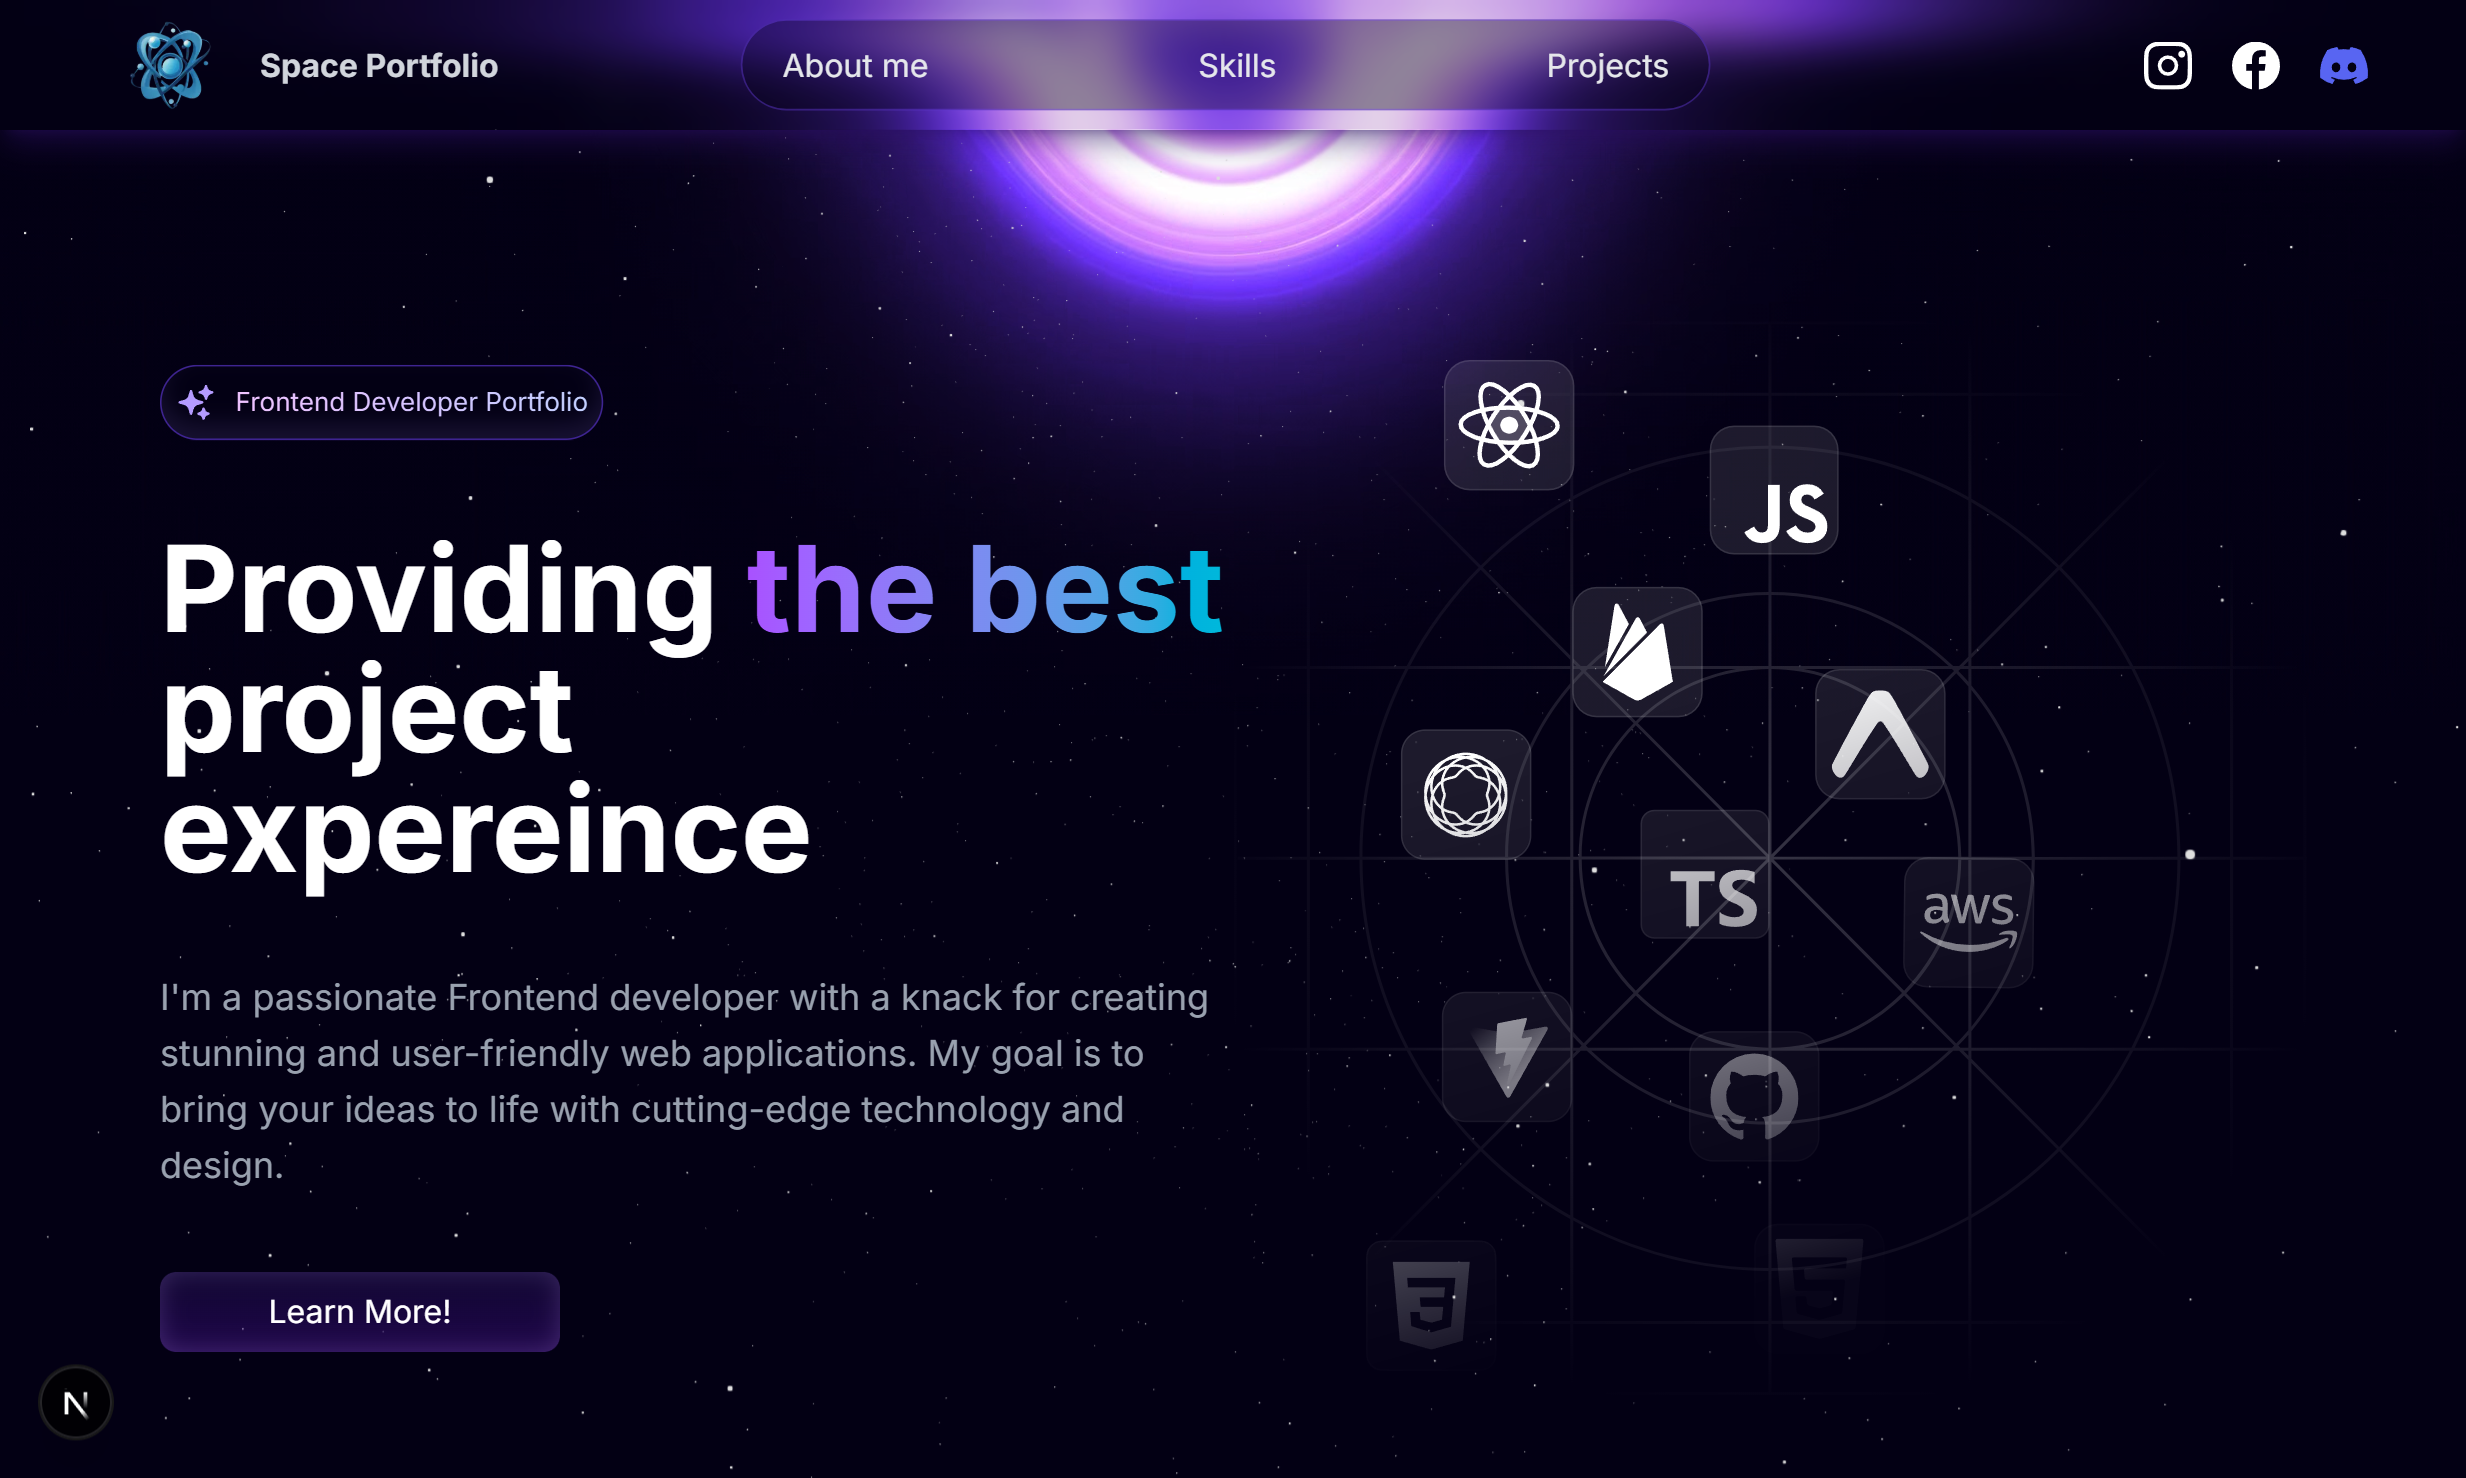 Space Portfolio
About me
Skills
Projects
Frontend Developer Portfolio
Providing the best
project
expereince
I'm a passionate Frontend developer with a knack for creating
stunning and user-friendly web applications. My goal is to
bring your ideas to life with cutting-edge technology and
design.
Learn More!
JS
TS
aws
3
5
N